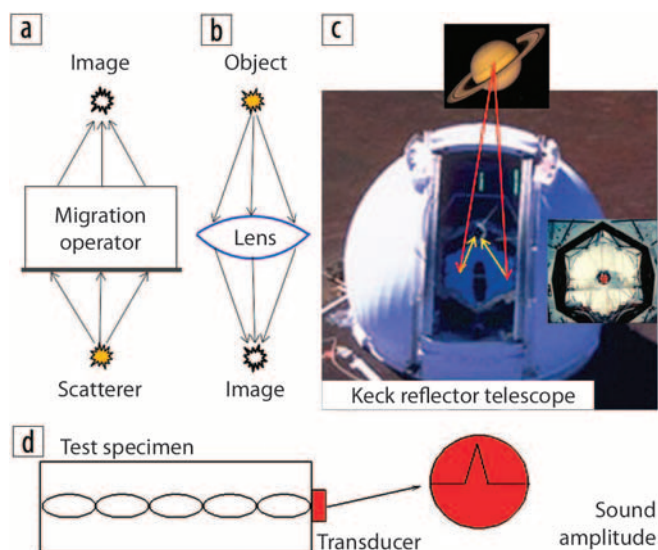 a
Image
Migration
operator
Scatterer
b
Object
Lens
Image
c
Keck reflector telescope
d
Test specimen
Transducer
Sound
amplitude